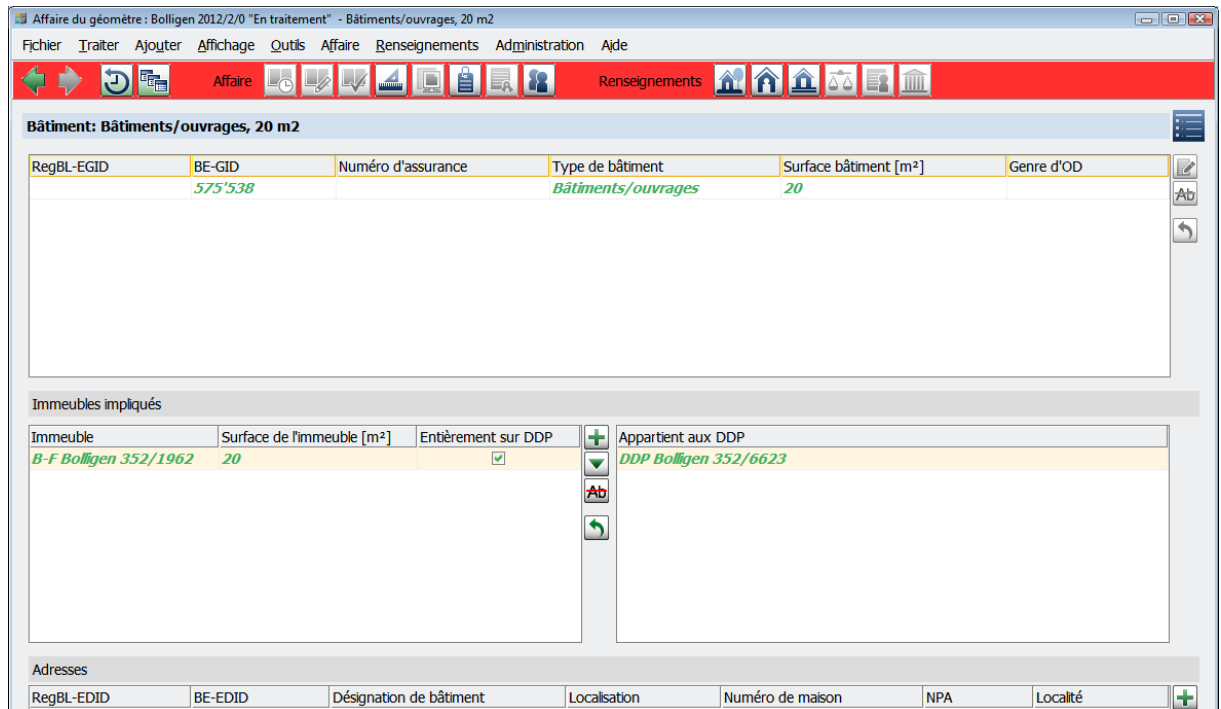 Affaire du géomètre : Bolligen 2012/2/0 "En traitement" - Bâtiments/ouvrages, 20 m2
Fichier Traiter Ajouter Affichage Outils Affaire Renseignements Administration Aide
Affaire Renseignements
Bâtiment: Bâtiments/ouvrages, 20 m2
RegBL-EGID BE-GID Numéro d'assurance Type de bâtiment Surface bâtiment [m²] Genre d'OD
575'538 Bâtiments/ouvrages 20
Ab
Immeubles impliqués
Immeuble Surface de l'immeuble [m²] Entièrement sur DDP Appartient aux DDP
B-F Bolligen 352/1962 20 DDP Bolligen 352/6623
Ab
Adresses
RegBL-EDID BE-EDID Désignation de bâtiment Localisation Numéro de maison NPA Localité